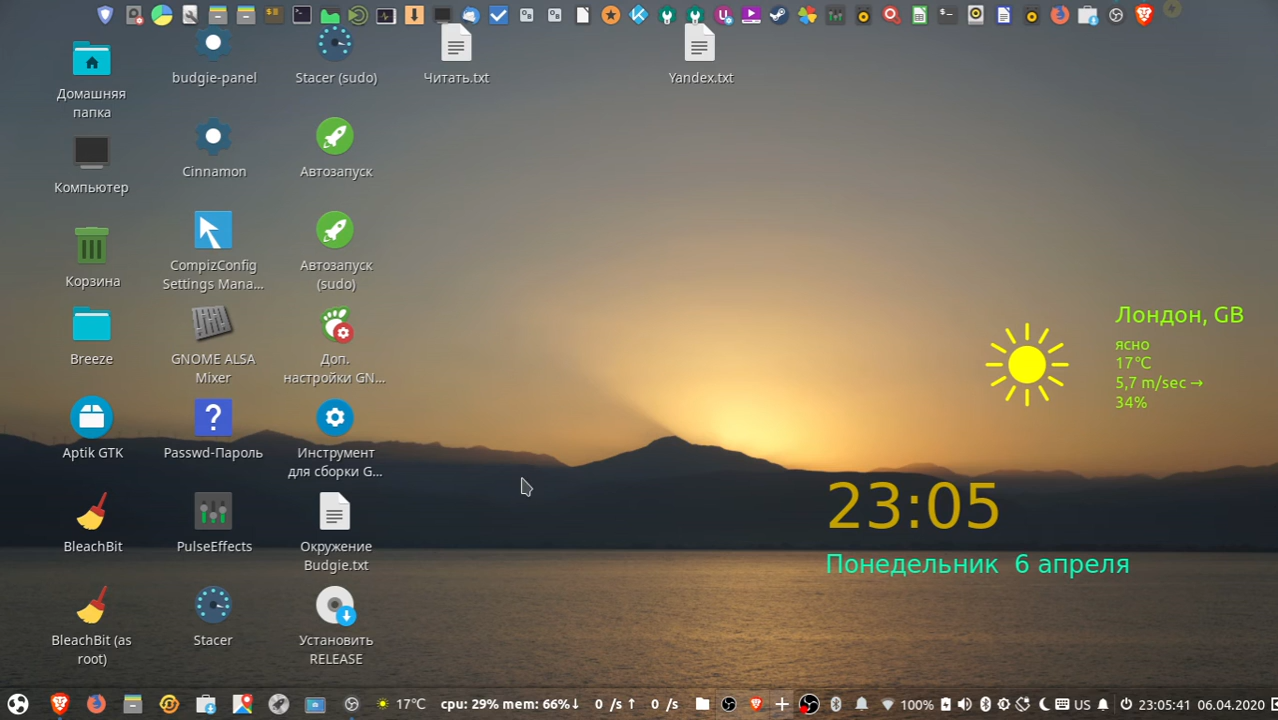 budgie-panel
Stacer (sudo)
Читать.txt
Yandex.txt
Домашняя
папка
Cinnamon
Автозапуск
Компьютер
CompizConfig
Settings Mana...
Автозапуск
(sudo)
Корзина
Breeze
GNOME ALSA
Mixer
Доп.
настройки GN...
Aptik GTK
Passwd-Пароль
Инструмент
для сборки G...
BleachBit
PulseEffects
Окружение
Budgie.txt
BleachBit (as
root)
Stacer
Установить
RELEASE
Лондон, GB
ясно
17°C
5,7 m/sec →
34%
23:05
Понедельник 6 апреля
17°C cpu: 29% mem: 66%↓ 0 /s ↑ 0 /s 100% US 23:05:41 06.04.2020